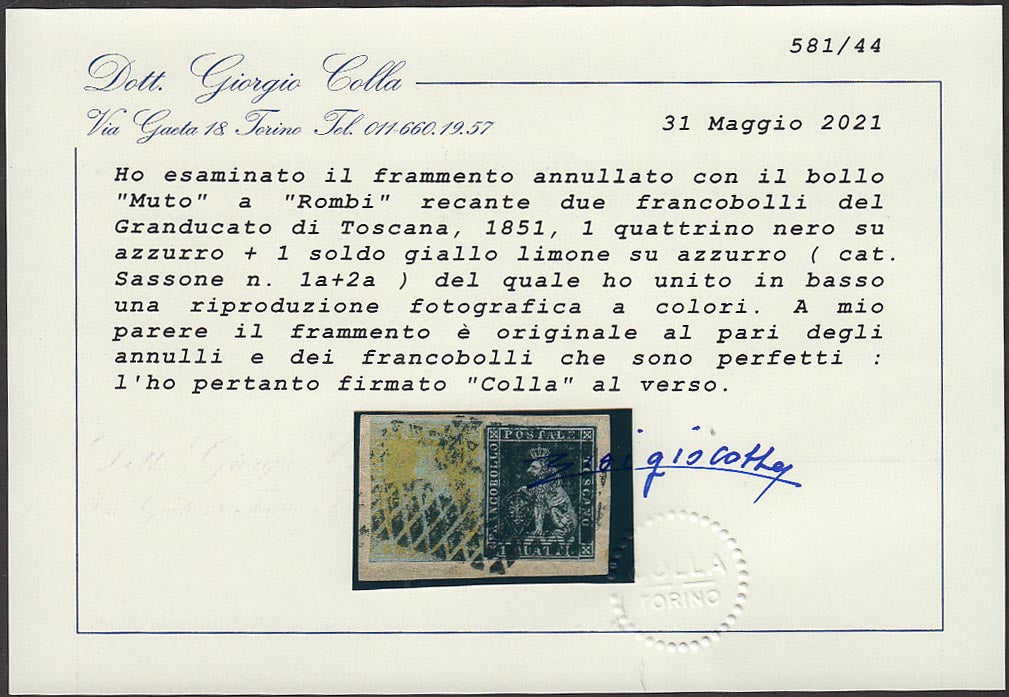 581/44
Dott. Giorgio Colla
Via Gaeta 18 Torino Tel. 011-660.19.57
31 Maggio 2021
Ho esaminato il frammento annullato con il bollo
"Muto" a "Rombi" recante due francobolli del
Granducato di Toscana, 1851, 1 quattrino nero su
azzurro + 1 soldo giallo limone su azzurro ( cat.
Sassone n. 1a+2a ) del quale ho unito in basso
una riproduzione fotografica a colori. A mio
parere il frammento è originale al pari degli
annulli e dei francobolli che sono perfetti :
l'ho pertanto firmato "Colla" al verso.
POSTALE
FRANCOBOLLO
TOSCANO
1 QUATT.
COLLA
TORINO